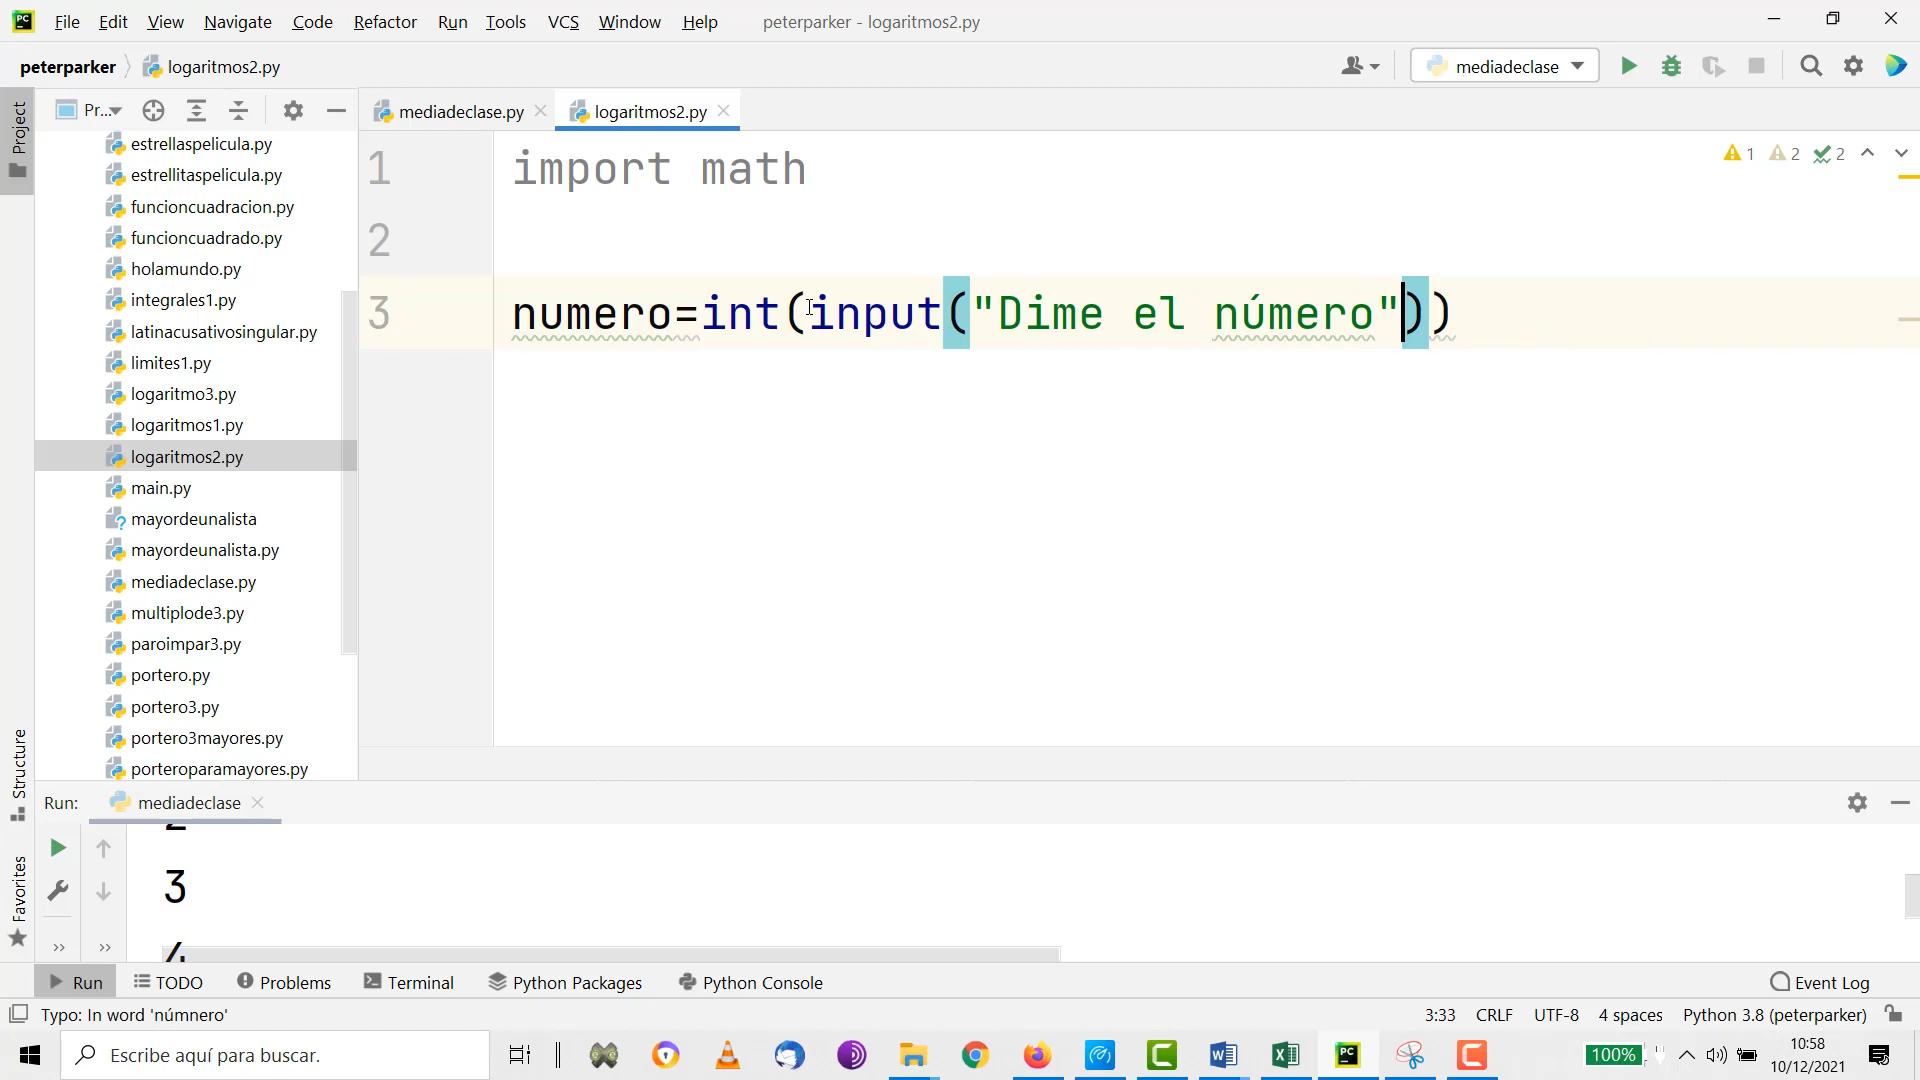 File Edit View Navigate Code Refactor Run Tools VCS Window Help peterparker - logaritmos2.py
peterparker logaritmos2.py mediadeclase
Project
Pr...
mediadeclase.py logaritmos2.py
estrellaspelicula.py
estrellitaspelicula.py
funcioncuadracion.py
funcioncuadrado.py
holamundo.py
integrales1.py
latinacusativosingular.py
limites1.py
logaritmo3.py
logaritmos1.py
logaritmos2.py
main.py
mayordeunalista
mayordeunalista.py
mediadeclase.py
multiplode3.py
paroimpar3.py
portero.py
portero3.py
portero3mayores.py
porteroparamayores.py
1 import math
2
3 numero=int(input("Dime el número"))
1 2 2
Structure
Favorites
Run: mediadeclase
3
4
Run TODO Problems Terminal Python Packages Python Console Event Log
Typo: In word 'númnero' 3:33 CRLF UTF-8 4 spaces Python 3.8 (peterparker)
Escribe aquí para buscar.
100%
10:58
10/12/2021